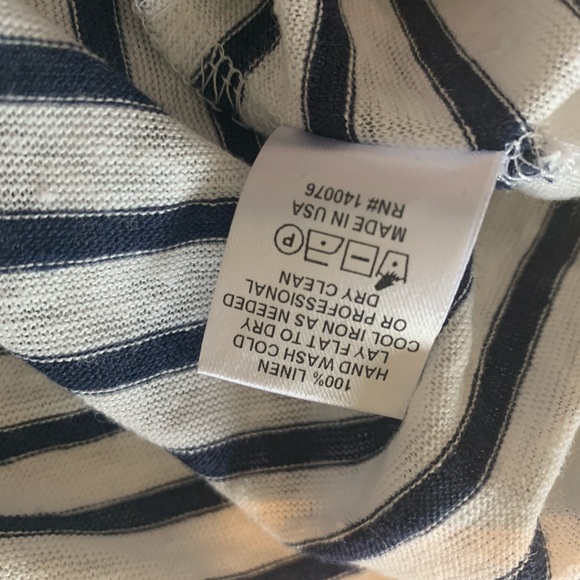 100% LINEN
HAND WASH COLD
LAY FLAT TO DRY
COOL IRON AS NEEDED
OR PROFESSIONAL
DRY CLEAN
P
MADE IN USA
RN# 140076